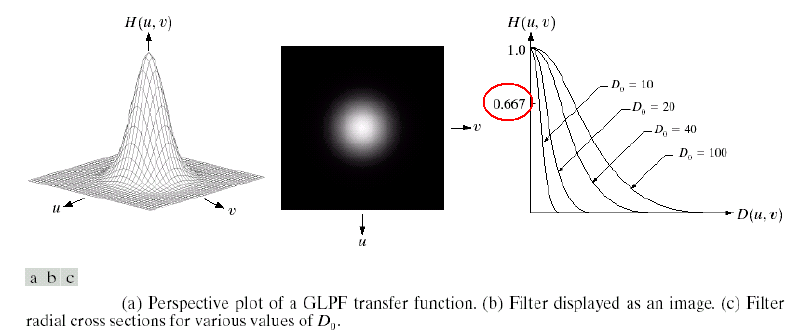 H(u, v)
u
v
v
u
H(u, v)
1.0
0.667
D₀ = 10
D₀ = 20
D₀ = 40
D₀ = 100
D(u, v)
a b c
(a) Perspective plot of a GLPF transfer function. (b) Filter displayed as an image. (c) Filter
radial cross sections for various values of D₀.